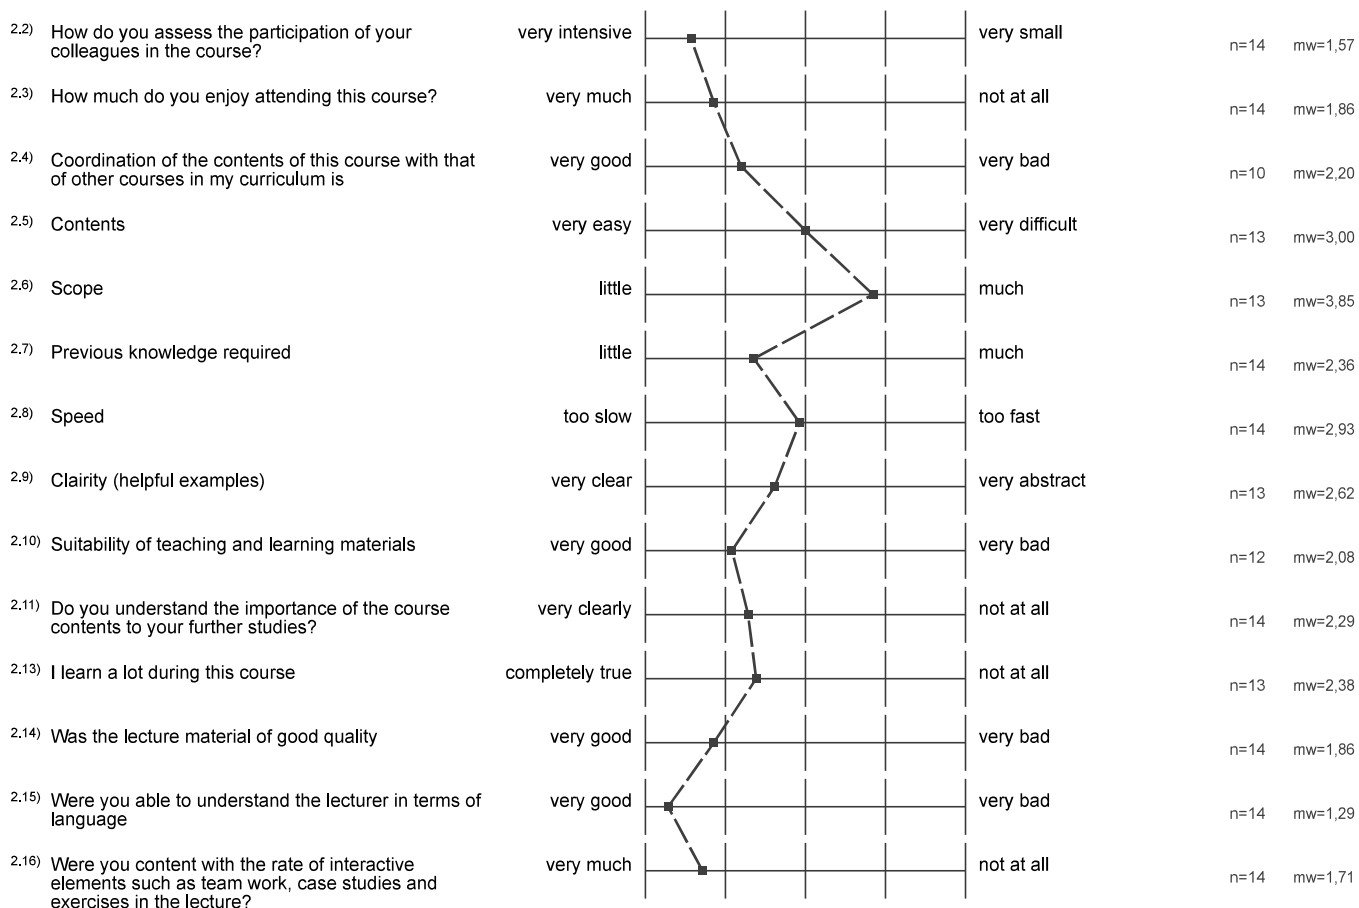 2.2) How do you assess the participation of your colleagues in the course? very intensive very small n=14 mw=1,57
2.3) How much do you enjoy attending this course? very much not at all n=14 mw=1,86
2.4) Coordination of the contents of this course with that of other courses in my curriculum is very good very bad n=10 mw=2,20
2.5) Contents very easy very difficult n=13 mw=3,00
2.6) Scope little much n=13 mw=3,85
2.7) Previous knowledge required little much n=14 mw=2,36
2.8) Speed too slow too fast n=14 mw=2,93
2.9) Clairity (helpful examples) very clear very abstract n=13 mw=2,62
2.10) Suitability of teaching and learning materials very good very bad n=12 mw=2,08
2.11) Do you understand the importance of the course contents to your further studies? very clearly not at all n=14 mw=2,29
2.13) I learn a lot during this course completely true not at all n=13 mw=2,38
2.14) Was the lecture material of good quality very good very bad n=14 mw=1,86
2.15) Were you able to understand the lecturer in terms of language very good very bad n=14 mw=1,29
2.16) Were you content with the rate of interactive elements such as team work, case studies and exercises in the lecture? very much not at all n=14 mw=1,71